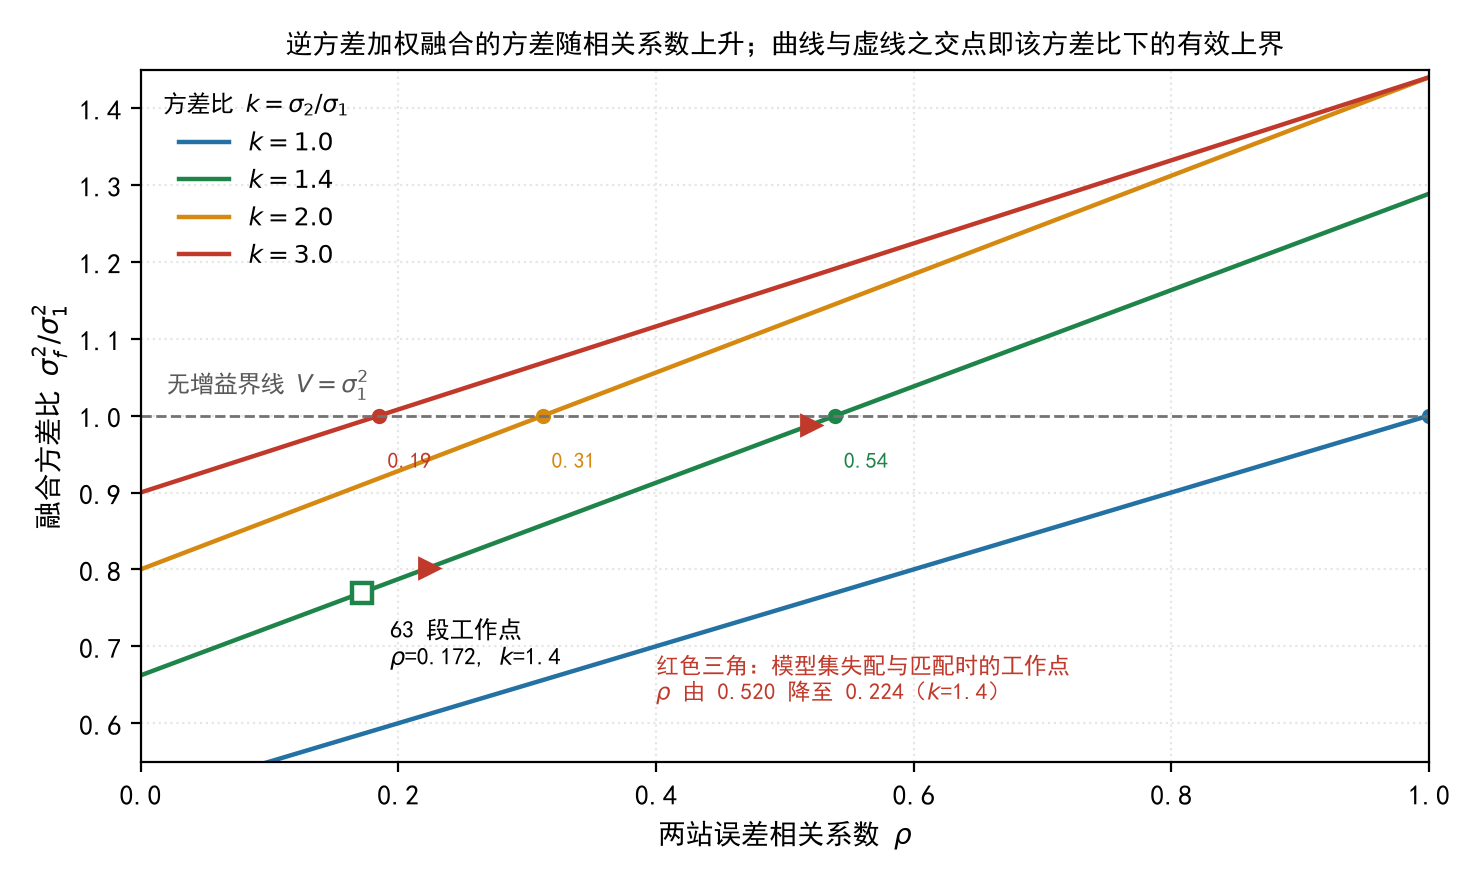 逆方差加权融合的方差随相关系数上升；曲线与虚线之交点即该方差比下的有效上界
方差比 k = σ₂/σ₁
k = 1.0
k = 1.4
k = 2.0
k = 3.0
1.4
1.3
1.2
1.1
1.0
0.9
0.8
0.7
0.6
融合方差比 σ_f²/σ₁²
无增益界线 V = σ₁²
0.19
0.31
0.54
63 段工作点
ρ=0.172, k=1.4
红色三角：模型集失配与匹配时的工作点
ρ 由 0.520 降至 0.224（k=1.4）
0.0
0.2
0.4
0.6
0.8
1.0
两站误差相关系数 ρ